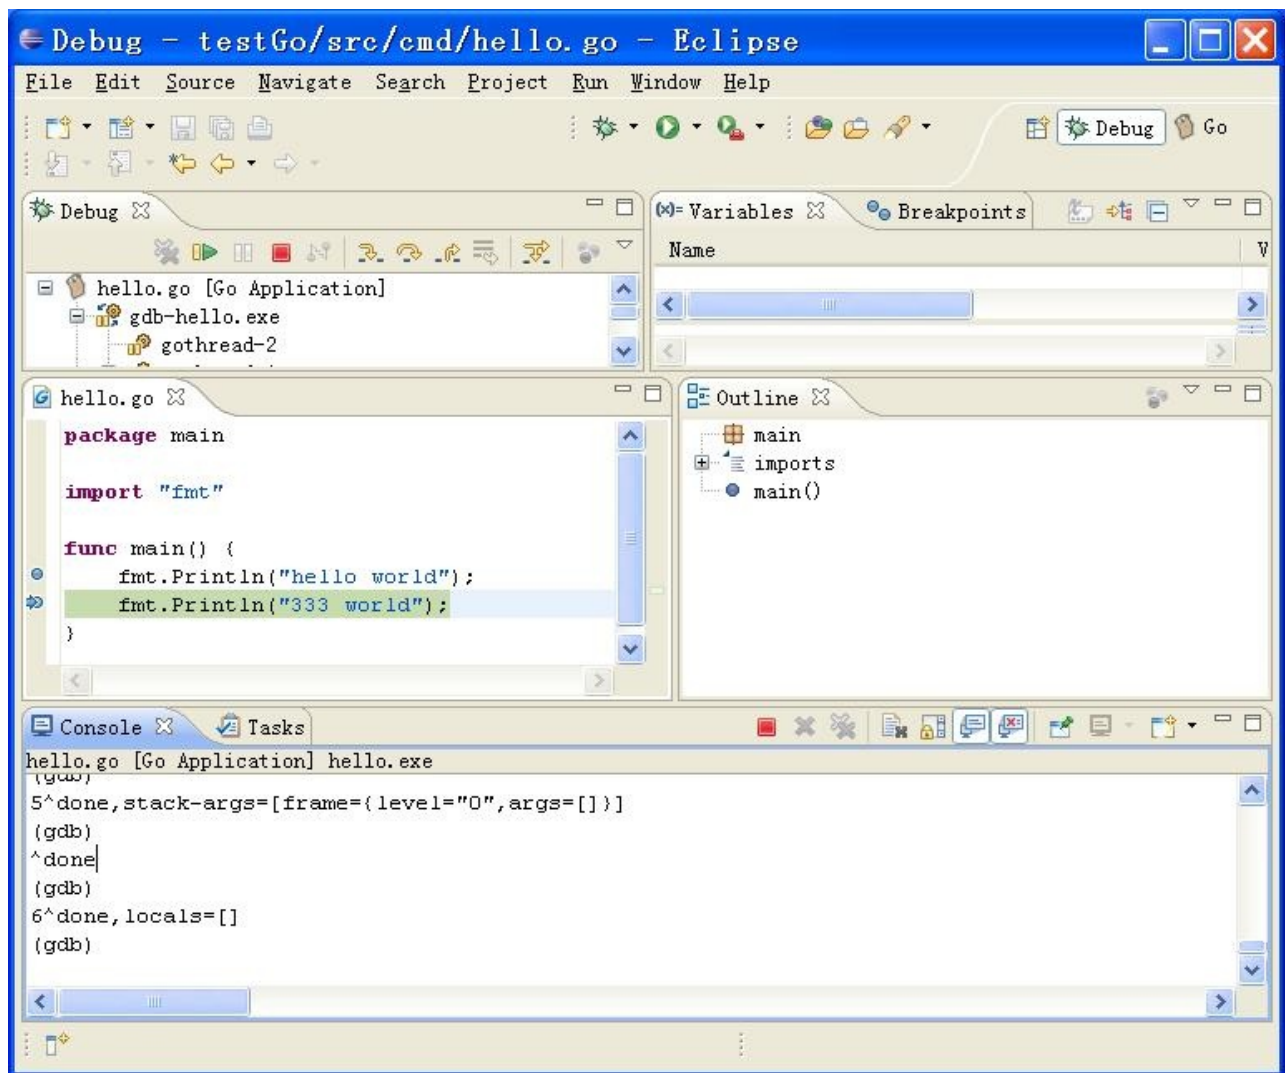 Debug - testGo/src/cmd/hello.go - Eclipse
File Edit Source Navigate Search Project Run Window Help
Debug Go
Debug
(x)= Variables Breakpoints
Name V
hello.go [Go Application]
gdb-hello.exe
gothread-2
hello.go
package main
import "fmt"
func main() {
fmt.Println("hello world");
fmt.Println("333 world");
}
Outline
main
imports
main()
Console Tasks
hello.go [Go Application] hello.exe
(gdb)
5^done,stack-args=[frame={level="0",args=[]}]
(gdb)
^done
(gdb)
6^done,locals=[]
(gdb)